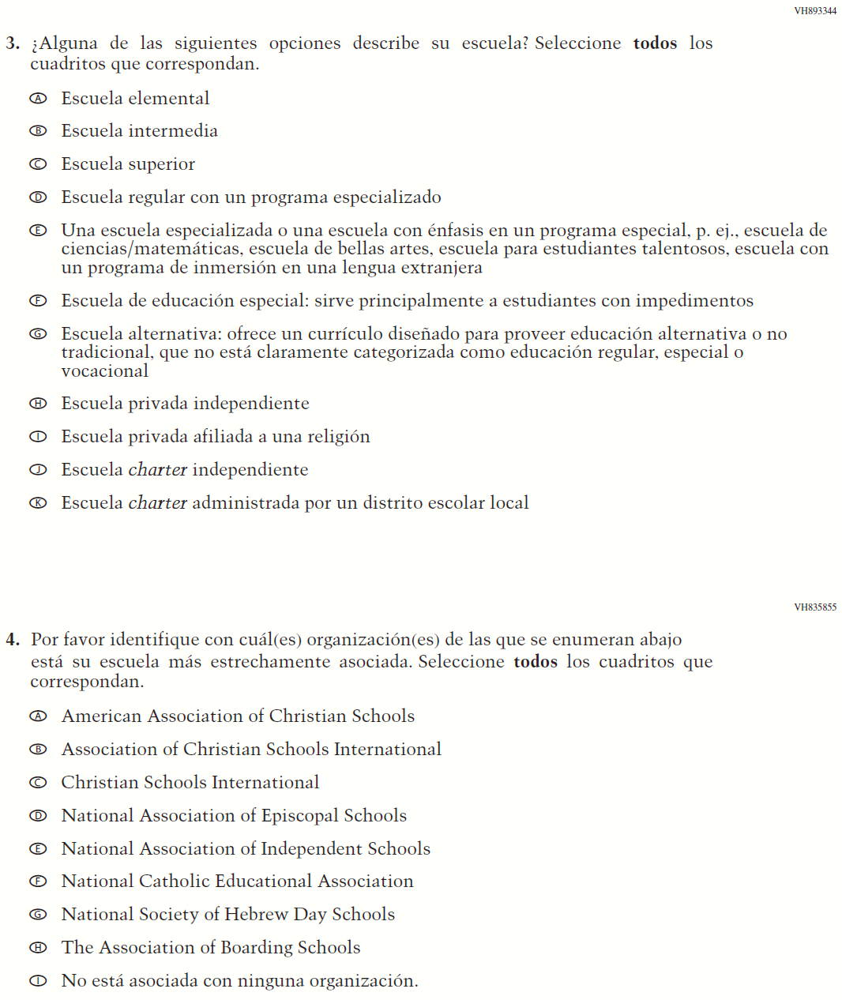 VH893344
3. ¿Alguna de las siguientes opciones describe su escuela? Seleccione todos los
cuadritos que correspondan.
A Escuela elemental
B Escuela intermedia
C Escuela superior
D Escuela regular con un programa especializado
E Una escuela especializada o una escuela con énfasis en un programa especial, p. ej., escuela de
ciencias/matemáticas, escuela de bellas artes, escuela para estudiantes talentosos, escuela con
un programa de inmersión en una lengua extranjera
F Escuela de educación especial: sirve principalmente a estudiantes con impedimentos
G Escuela alternativa: ofrece un currículo diseñado para proveer educación alternativa o no
tradicional, que no está claramente categorizada como educación regular, especial o
vocacional
H Escuela privada independiente
I Escuela privada afiliada a una religión
J Escuela charter independiente
K Escuela charter administrada por un distrito escolar local
VH835855
4. Por favor identifique con cuál(es) organización(es) de las que se enumeran abajo
está su escuela más estrechamente asociada. Seleccione todos los cuadritos que
correspondan.
A American Association of Christian Schools
B Association of Christian Schools International
C Christian Schools International
D National Association of Episcopal Schools
E National Association of Independent Schools
F National Catholic Educational Association
G National Society of Hebrew Day Schools
H The Association of Boarding Schools
I No está asociada con ninguna organización.